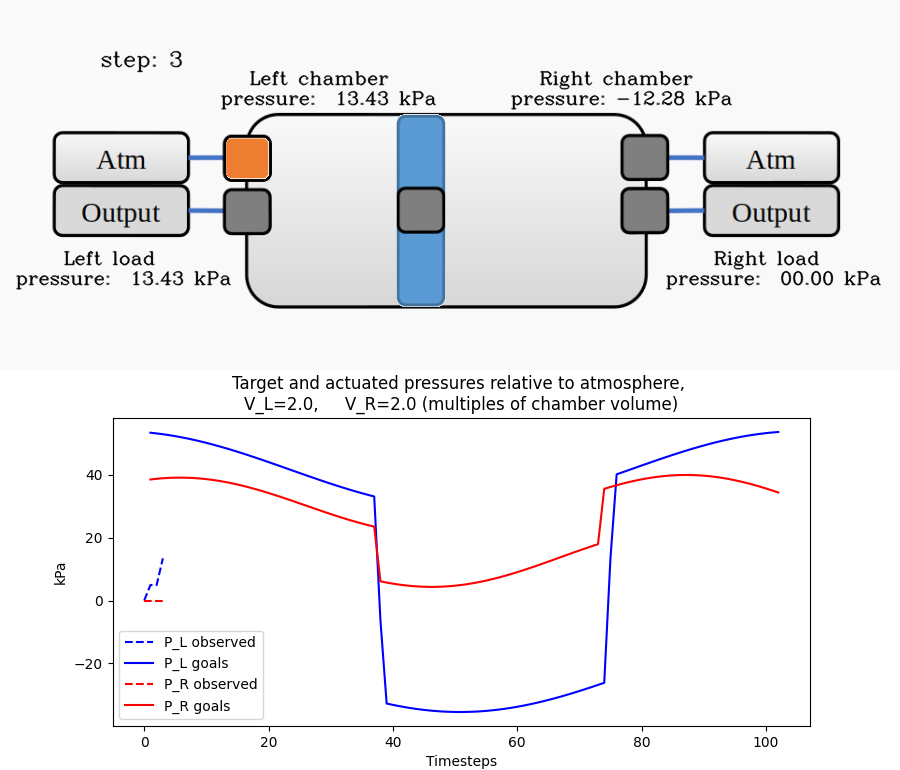 step: 3
Left chamber
pressure: 13.43 kPa
Right chamber
pressure: −12.28 kPa
Atm
Output
Atm
Output
Left load
pressure: 13.43 kPa
Right load
pressure: 00.00 kPa
Target and actuated pressures relative to atmosphere,
V_L=2.0, V_R=2.0 (multiples of chamber volume)
40
20
0
−20
kPa
P_L observed
P_L goals
P_R observed
P_R goals
0 20 40 60 80 100
Timesteps